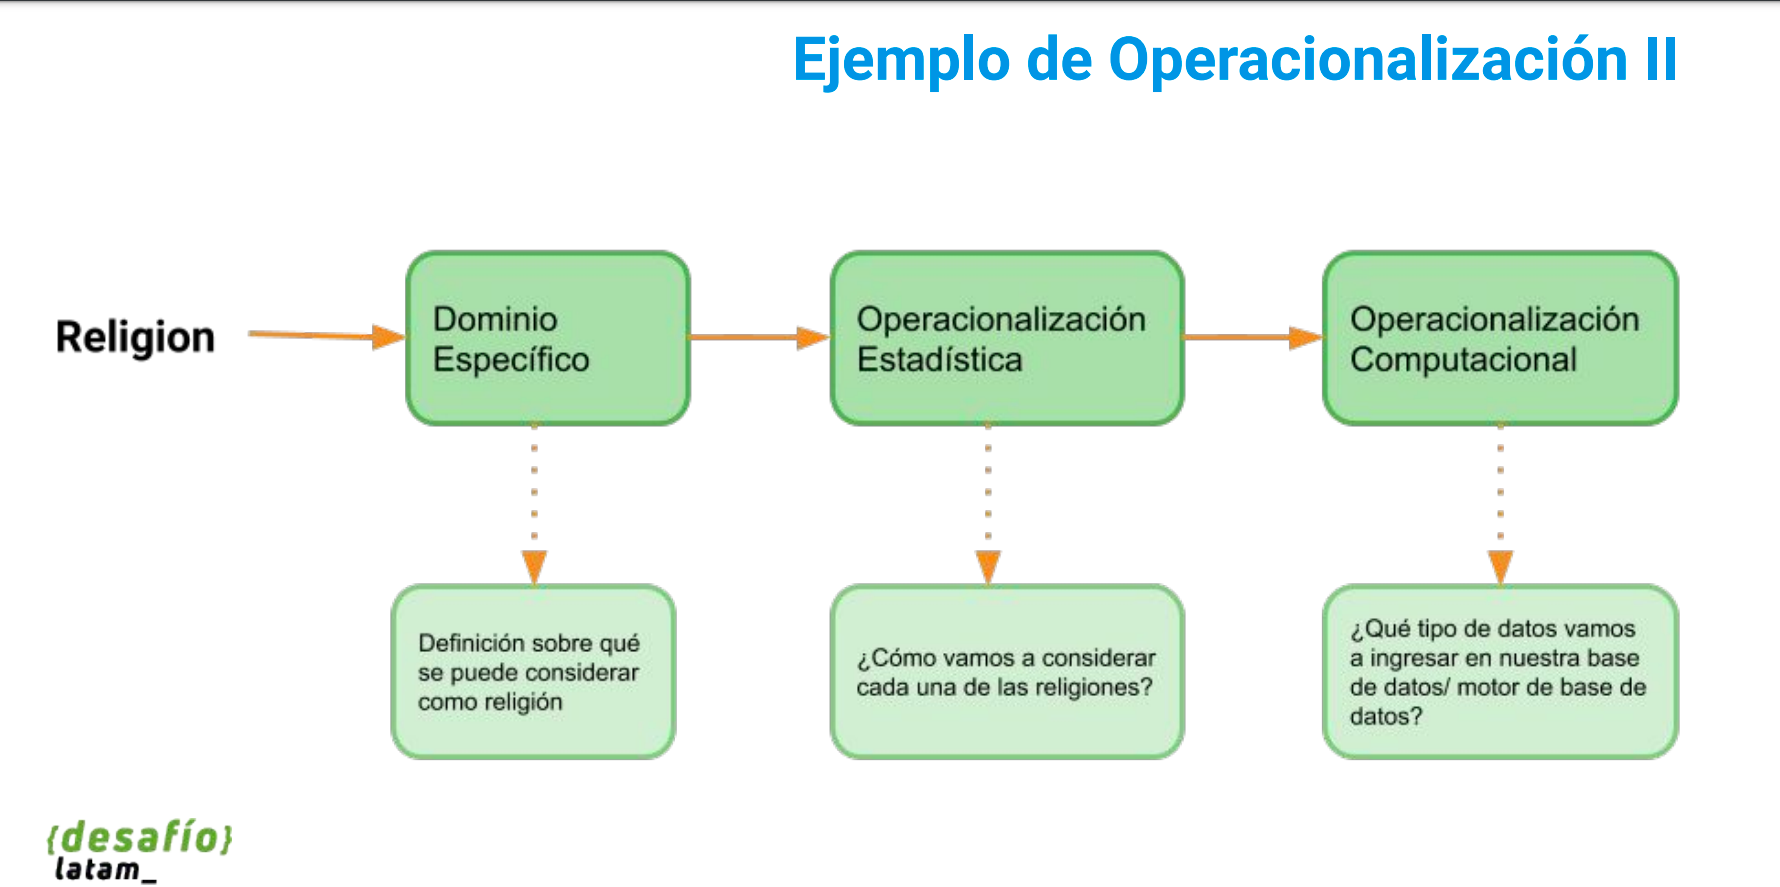 Ejemplo de Operacionalización II
Religion
Dominio
Específico
Operacionalización
Estadística
Operacionalización
Computacional
Definición sobre qué
se puede considerar
como religión
¿Cómo vamos a considerar
cada una de las religiones?
¿Qué tipo de datos vamos
a ingresar en nuestra base
de datos/ motor de base de
datos?
{desafío}
latam_